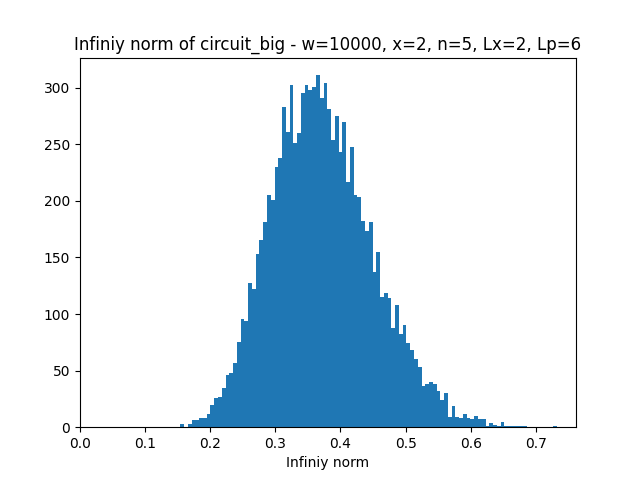 Infiniy norm of circuit_big - w=10000, x=2, n=5, Lx=2, Lp=6
300
250
200
150
100
50
0
0.0 0.1 0.2 0.3 0.4 0.5 0.6 0.7
Infiniy norm